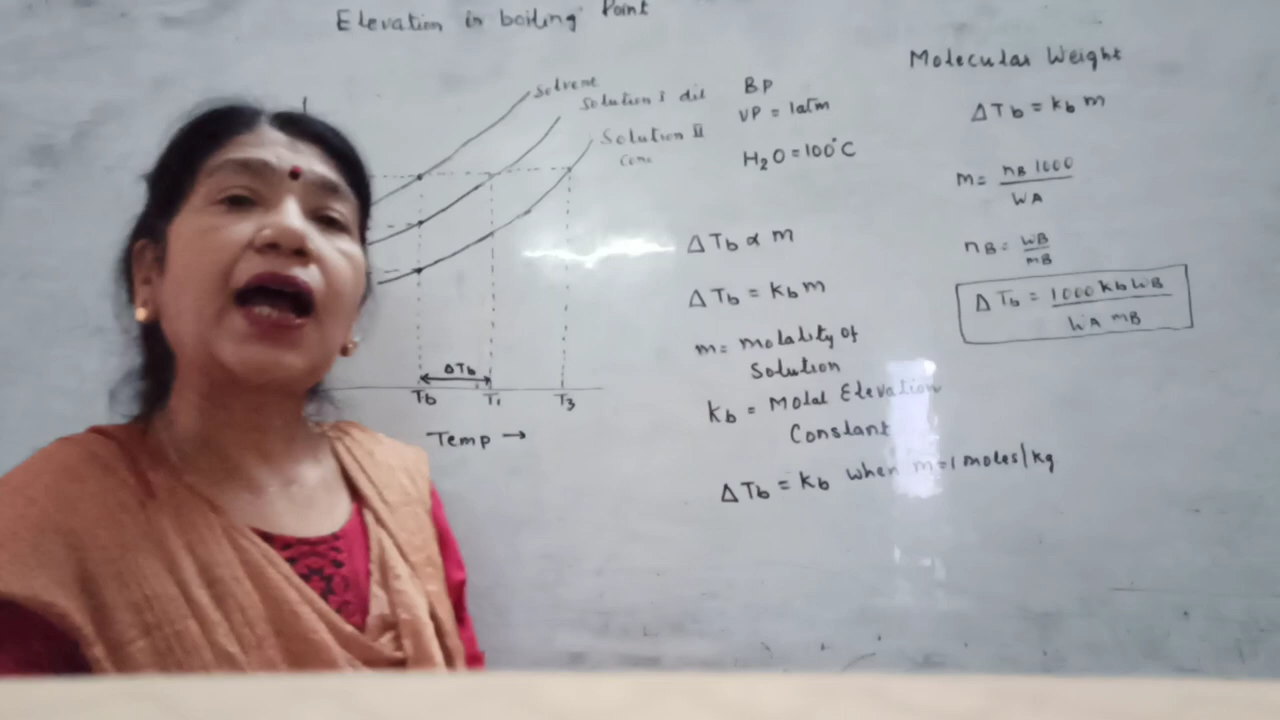 Elevation in boiling Point
Solvent
Solution I dil
Solution II
Conc
ΔTb
Tb T1 T3
Temp →
BP
VP = 1atm
H2O = 100°C
ΔTb ∝ m
ΔTb = kb m
m = molality of
Solution
kb = Molal Elevation
Constant
ΔTb = kb when m=1 moles/kg
Molecular Weight
ΔTb = kb m
m = nB 1000 / WA
nB = WB / mB
ΔTb = 1000 kb WB / WA mB